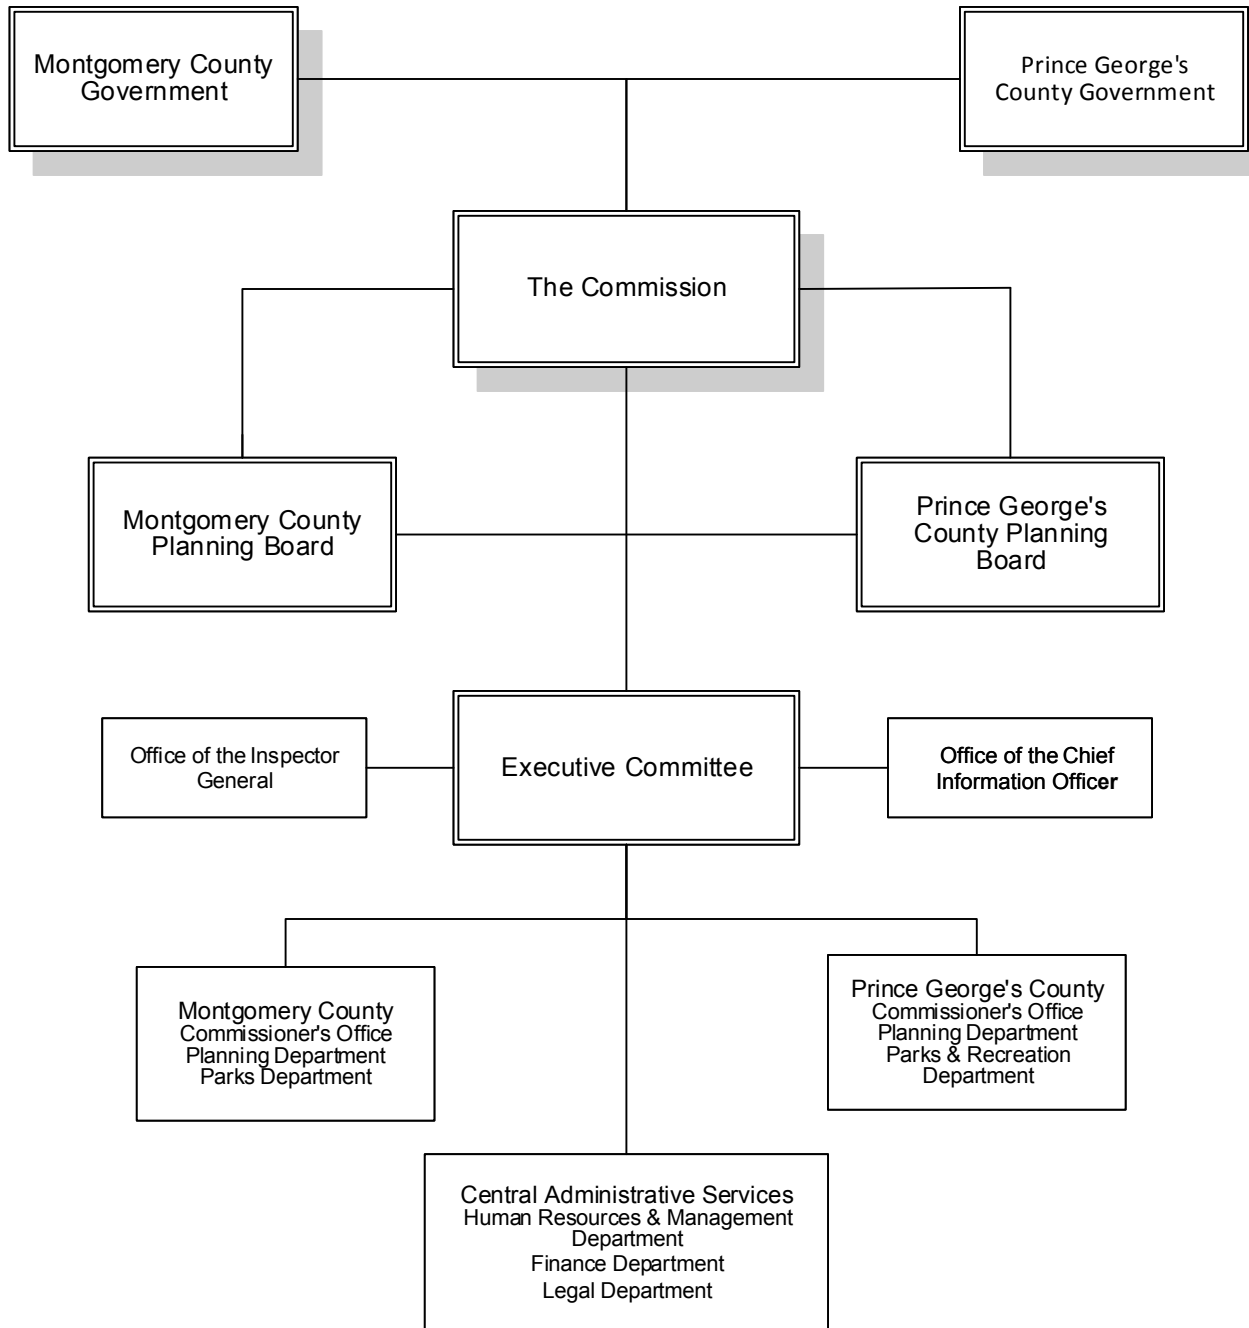 Montgomery County
Government
Prince George's
County Government
The Commission
Montgomery County
Planning Board
Prince George's
County Planning
Board
Office of the Inspector
General
Executive Committee
Office of the Chief
Information Officer
Montgomery County
Commissioner's Office
Planning Department
Parks Department
Prince George's County
Commissioner's Office
Planning Department
Parks & Recreation
Department
Central Administrative Services
Human Resources & Management
Department
Finance Department
Legal Department